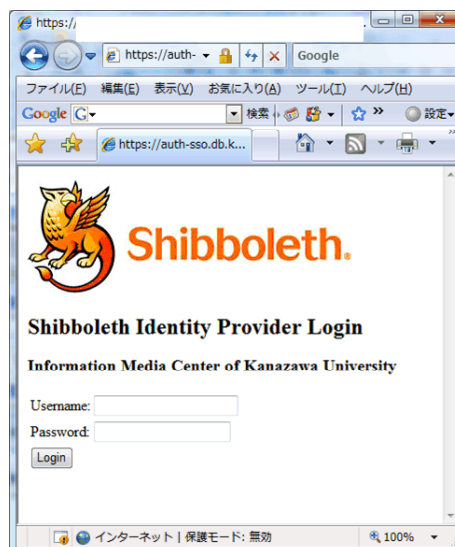 https://
https://auth-
Google
ファイル(F) 編集(E) 表示(V) お気に入り(A) ツール(T) ヘルプ(H)
Google G 検索 » 設定
https://auth-sso.db.k... »
Shibboleth®
Shibboleth Identity Provider Login
Information Media Center of Kanazawa University
Username:
Password:
Login
インターネット | 保護モード: 無効 100%